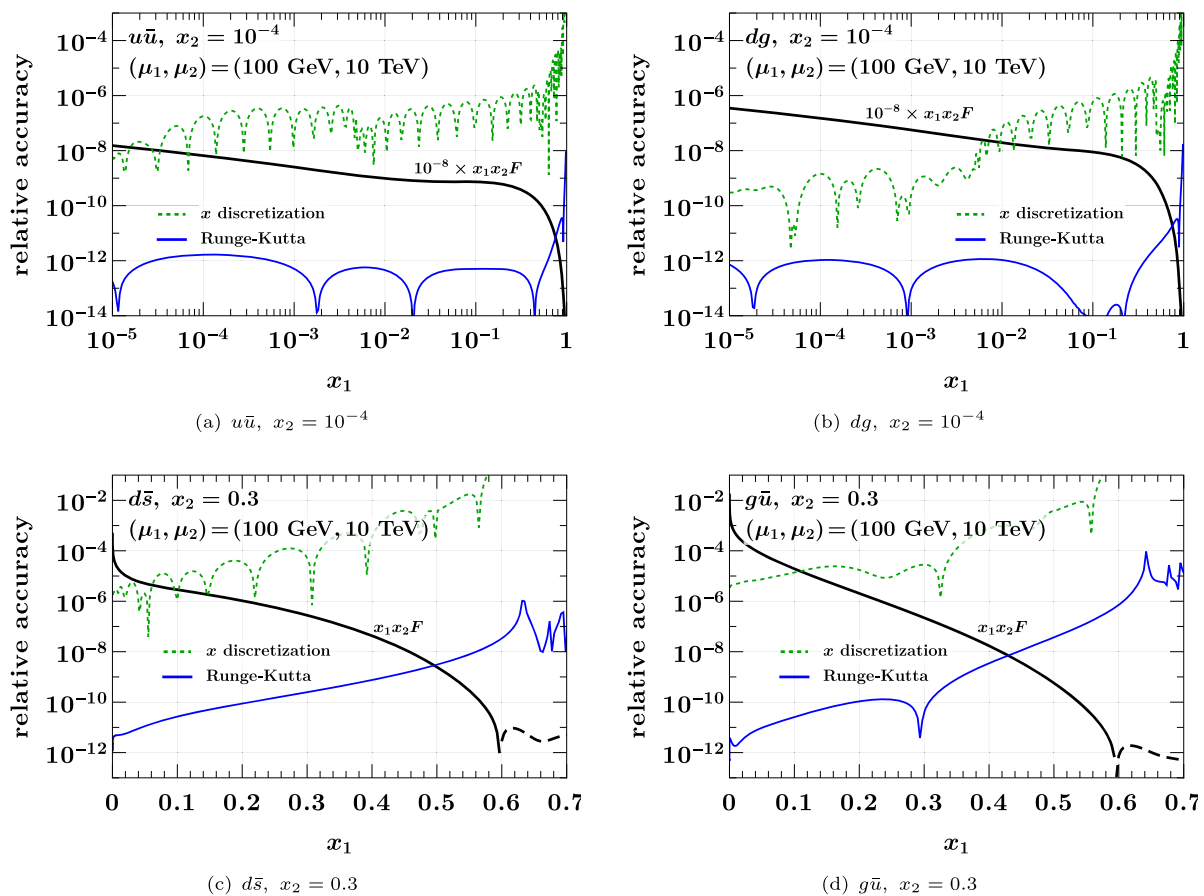 relative accuracy
10⁻⁴
10⁻⁶
10⁻⁸
10⁻¹⁰
10⁻¹²
10⁻¹⁴
uū, x₂ = 10⁻⁴
(μ₁, μ₂) = (100 GeV, 10 TeV)
10⁻⁸ × x₁x₂F
x discretization
Runge-Kutta
10⁻⁵ 10⁻⁴ 10⁻³ 10⁻² 10⁻¹ 1
x₁
(a) uū, x₂ = 10⁻⁴
relative accuracy
10⁻⁴
10⁻⁶
10⁻⁸
10⁻¹⁰
10⁻¹²
10⁻¹⁴
dg, x₂ = 10⁻⁴
(μ₁, μ₂) = (100 GeV, 10 TeV)
10⁻⁸ × x₁x₂F
x discretization
Runge-Kutta
10⁻⁵ 10⁻⁴ 10⁻³ 10⁻² 10⁻¹ 1
x₁
(b) dg, x₂ = 10⁻⁴
relative accuracy
10⁻²
10⁻⁴
10⁻⁶
10⁻⁸
10⁻¹⁰
10⁻¹²
ds̄, x₂ = 0.3
(μ₁, μ₂) = (100 GeV, 10 TeV)
x₁x₂F
x discretization
Runge-Kutta
0 0.1 0.2 0.3 0.4 0.5 0.6 0.7
x₁
(c) ds̄, x₂ = 0.3
relative accuracy
10⁻²
10⁻⁴
10⁻⁶
10⁻⁸
10⁻¹⁰
10⁻¹²
gū, x₂ = 0.3
(μ₁, μ₂) = (100 GeV, 10 TeV)
x₁x₂F
x discretization
Runge-Kutta
0 0.1 0.2 0.3 0.4 0.5 0.6 0.7
x₁
(d) gū, x₂ = 0.3